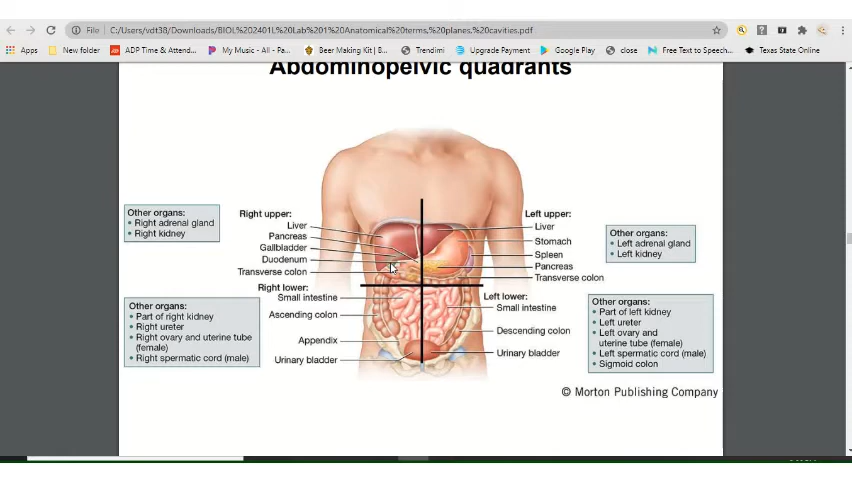 File C:/Users/vdt38/Downloads/BIOL%202401L%20Lab%201%20Anatomical%20terms,%20planes,%20cavities.pdf
Apps New folder ADP Time & Attend... My Music - All - Pa... Beer Making Kit | B... Trendimi Upgrade Payment Google Play close Free Text to Speech... Texas State Online
Abdominopelvic quadrants
Other organs:
• Right adrenal gland
• Right kidney
Right upper:
Liver
Pancreas
Gallbladder
Duodenum
Transverse colon
Left upper:
Liver
Stomach
Spleen
Pancreas
Transverse colon
Other organs:
• Left adrenal gland
• Left kidney
Other organs:
• Part of right kidney
• Right ureter
• Right ovary and uterine tube
(female)
• Right spermatic cord (male)
Right lower:
Small intestine
Ascending colon
Appendix
Urinary bladder
Left lower:
Small intestine
Descending colon
Urinary bladder
Other organs:
• Part of left kidney
• Left ureter
• Left ovary and
uterine tube (female)
• Left spermatic cord (male)
• Sigmoid colon
© Morton Publishing Company